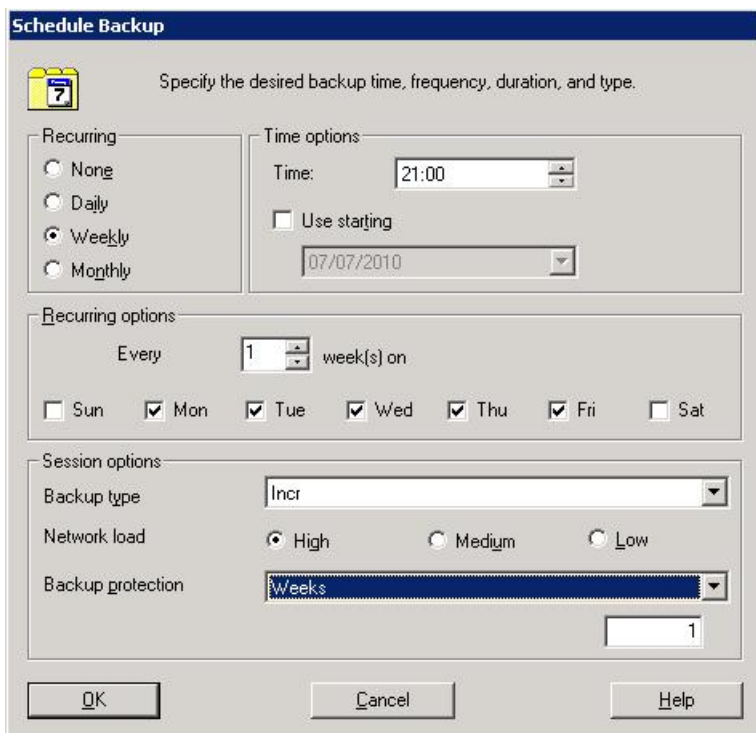 Schedule Backup
7
Specify the desired backup time, frequency, duration, and type.
Recurring
None
Daily
Weekly
Monthly
Time options
Time: 21:00
Use starting
07/07/2010
Recurring options
Every 1 week(s) on
Sun Mon Tue Wed Thu Fri Sat
Session options
Backup type Incr
Network load High Medium Low
Backup protection Weeks
1
OK Cancel Help